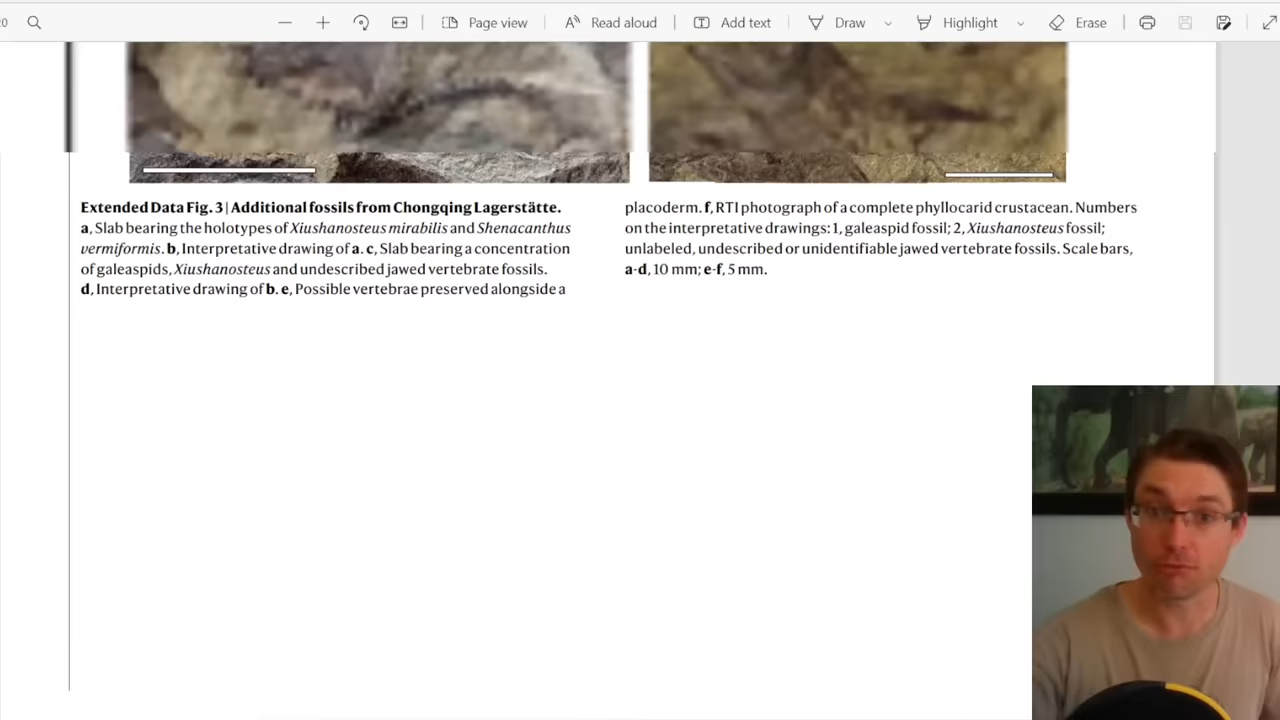 20
Page view
Read aloud
Add text
Draw
Highlight
Erase
Extended Data Fig. 3 | Additional fossils from Chongqing Lagerstätte.
a, Slab bearing the holotypes of Xiushanosteus mirabilis and Shenacanthus
vermiformis. b, Interpretative drawing of a. c, Slab bearing a concentration
of galeaspids, Xiushanosteus and undescribed jawed vertebrate fossils.
d, Interpretative drawing of b. e, Possible vertebrae preserved alongside a
placoderm. f, RTI photograph of a complete phyllocarid crustacean. Numbers
on the interpretative drawings: 1, galeaspid fossil; 2, Xiushanosteus fossil;
unlabeled, undescribed or unidentifiable jawed vertebrate fossils. Scale bars,
a-d, 10 mm; e-f, 5 mm.